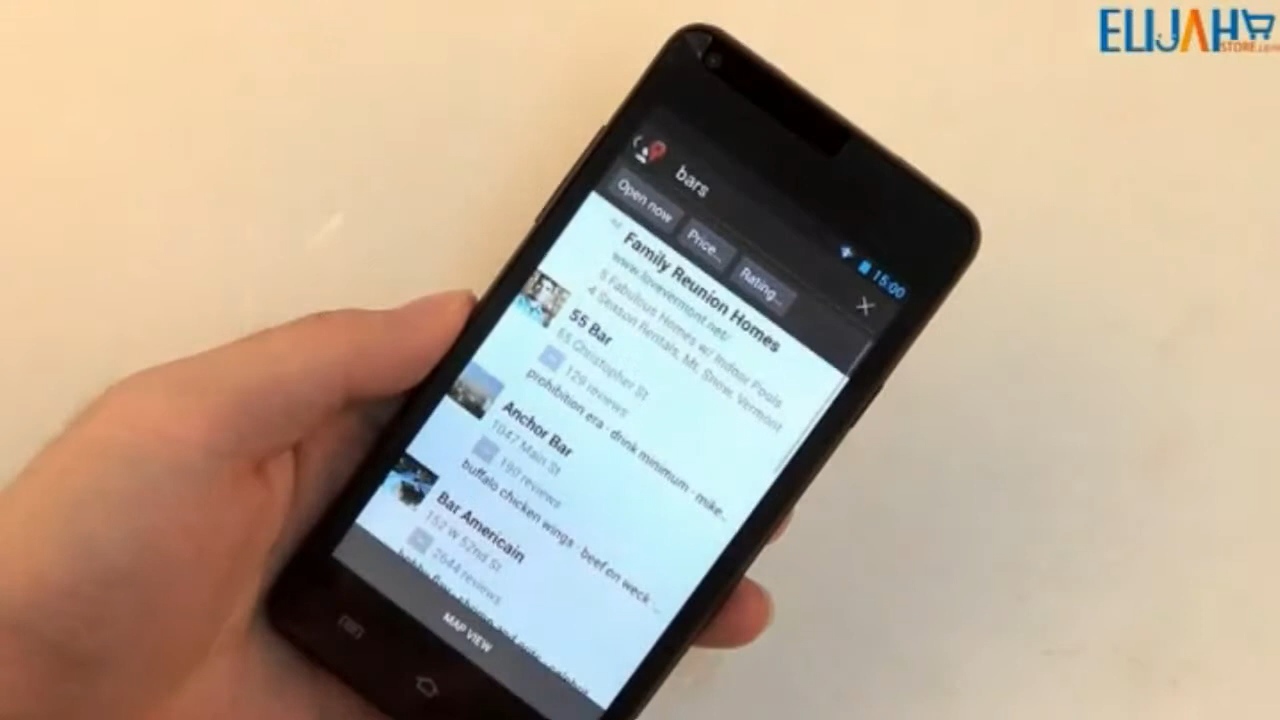 ELIJAH
STORE.com
15:00
bars
Open now
Price...
Rating...
Ad
Family Reunion Homes
www.lovevermont.net/
5 Fabulous Homes w/ Indoor Pools
4 Season Rentals, Mt. Snow, Vermont
55 Bar
55 Christopher St
129 reviews
prohibition era · drink minimum · mike...
Anchor Bar
1047 Main St
190 reviews
buffalo chicken wings · beef on weck ...
Bar Americain
152 W 52nd St
2644 reviews
MAP VIEW